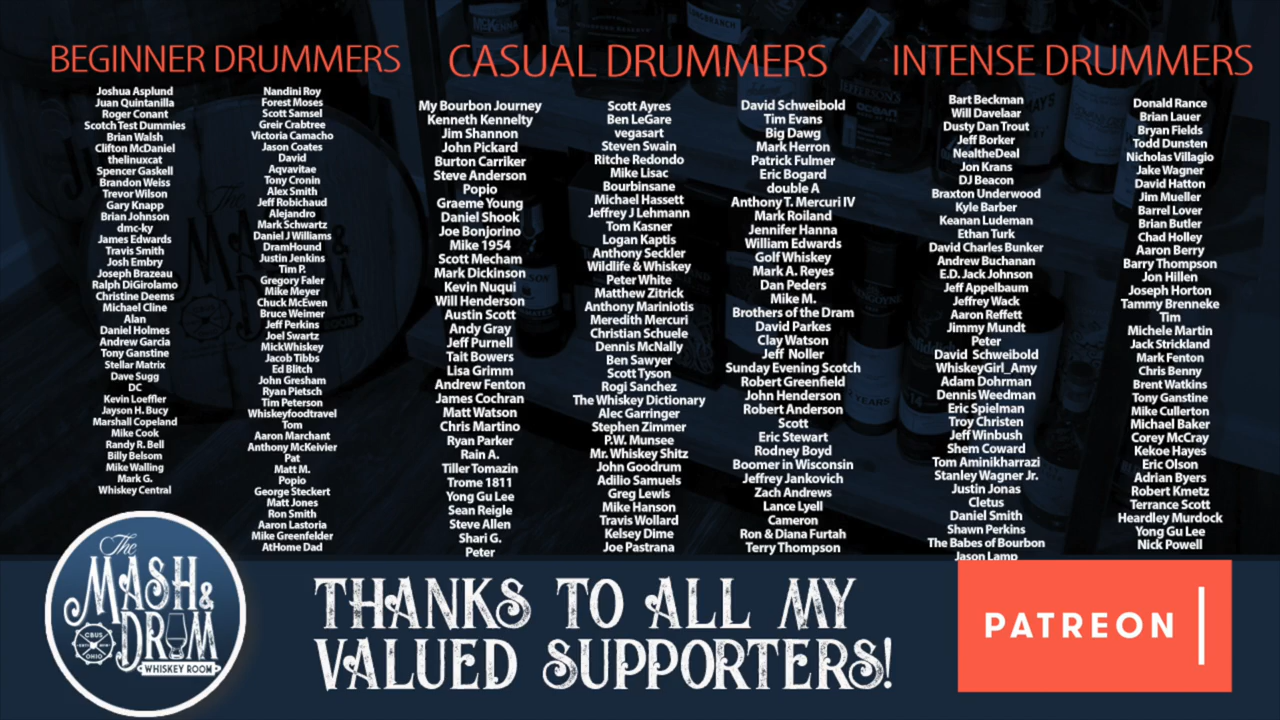 BEGINNER DRUMMERS
Joshua Asplund
Juan Quintanilla
Roger Conant
Scotch Test Dummies
Brian Walsh
Clifton McDaniel
thelinuxcat
Spencer Gaskell
Brandon Weiss
Trevor Wilson
Gary Knapp
Brian Johnson
dmc-ky
James Edwards
Travis Smith
Josh Embry
Joseph Brazeau
Ralph DiGirolamo
Christine Deems
Michael Cline
Alan
Daniel Holmes
Andrew Garcia
Tony Ganstine
Stellar Matrix
Dave Sugg
DC
Kevin Loeffler
Jayson H. Bucy
Marshall Copeland
Mike Cook
Randy R. Bell
Billy Belsom
Mike Walling
Mark G.
Whiskey Central
Nandini Roy
Forest Moses
Scott Samsel
Greir Crabtree
Victoria Camacho
Jason Coates
David
Aqvavitae
Tony Cronin
Alex Smith
Jeff Robichaud
Alejandro
Mark Schwartz
Daniel J Williams
DramHound
Justin Jenkins
Tim P.
Gregory Faler
Mike Meyer
Chuck McEwen
Bruce Weimer
Jeff Perkins
Joel Swartz
MickWhiskey
Jacob Tibbs
Ed Blitch
John Gresham
Ryan Pietsch
Tim Peterson
Whiskeyfoodtravel
Tom
Aaron Marchant
Anthony McKeivier
Pat
Matt M.
Popio
George Steckert
Matt Jones
Ron Smith
Aaron Lastoria
Mike Greenfelder
AtHome Dad
CASUAL DRUMMERS
My Bourbon Journey
Kenneth Kennelty
Jim Shannon
John Pickard
Burton Carriker
Steve Anderson
Popio
Graeme Young
Daniel Shook
Joe Bonjorino
Mike 1954
Scott Mecham
Mark Dickinson
Kevin Nuqui
Will Henderson
Austin Scott
Andy Gray
Jeff Purnell
Tait Bowers
Lisa Grimm
Andrew Fenton
James Cochran
Matt Watson
Chris Martino
Ryan Parker
Rain A.
Tiller Tomazin
Trome 1811
Yong Gu Lee
Sean Reigle
Steve Allen
Shari G.
Peter
Scott Ayres
Ben LeGare
vegasart
Steven Swain
Ritche Redondo
Mike Lisac
Bourbinsane
Michael Hassett
Jeffrey J Lehmann
Tom Kasner
Logan Kaptis
Anthony Seckler
Wildlife & Whiskey
Peter White
Matthew Zitrick
Anthony Mariniotis
Meredith Mercuri
Christian Schuele
Dennis McNally
Ben Sawyer
Scott Tyson
Rogi Sanchez
The Whiskey Dictionary
Alec Garringer
Stephen Zimmer
P.W. Munsee
Mr. Whiskey Shitz
John Goodrum
Adilio Samuels
Greg Lewis
Mike Hanson
Travis Wollard
Kelsey Dime
Joe Pastrana
David Schweibold
Tim Evans
Big Dawg
Mark Herron
Patrick Fulmer
Eric Bogard
double A
Anthony T. Mercuri IV
Mark Roiland
Jennifer Hanna
William Edwards
Golf Whiskey
Mark A. Reyes
Dan Peders
Mike M.
Brothers of the Dram
David Parkes
Clay Watson
Jeff Noller
Sunday Evening Scotch
Robert Greenfield
John Henderson
Robert Anderson
Scott
Eric Stewart
Rodney Boyd
Boomer in Wisconsin
Jeffrey Jankovich
Zach Andrews
Lance Lyell
Cameron
Ron & Diana Furtah
Terry Thompson
INTENSE DRUMMERS
Bart Beckman
Will Davelaar
Dusty Dan Trout
Jeff Borker
NealtheDeal
Jon Krans
DJ Beacon
Braxton Underwood
Kyle Barber
Keanan Ludeman
Ethan Turk
David Charles Bunker
Andrew Buchanan
E.D. Jack Johnson
Jeff Appelbaum
Jeffrey Wack
Aaron Reffett
Jimmy Mundt
Peter
David Schweibold
WhiskeyGirl_Amy
Adam Dohrman
Dennis Weedman
Eric Spielman
Troy Christen
Jeff Winbush
Shem Coward
Tom Aminikharrazi
Stanley Wagner Jr.
Justin Jonas
Cletus
Daniel Smith
Shawn Perkins
The Babes of Bourbon
Jason Lamp
Donald Rance
Brian Lauer
Bryan Fields
Todd Dunsten
Nicholas Villagio
Jake Wagner
David Hatton
Jim Mueller
Barrel Lover
Brian Butler
Chad Holley
Aaron Berry
Barry Thompson
Jon Hillen
Joseph Horton
Tammy Brenneke
Tim
Michele Martin
Jack Strickland
Mark Fenton
Chris Benny
Brent Watkins
Tony Ganstine
Mike Cullerton
Michael Baker
Corey McCray
Kekoe Hayes
Eric Olson
Adrian Byers
Robert Kmetz
Terrance Scott
Heardley Murdock
Yong Gu Lee
Nick Powell
The
MASH &
DRUM
CBUS
OHIO
WHISKEY ROOM
THANKS TO ALL MY
VALUED SUPPORTERS!
PATREON